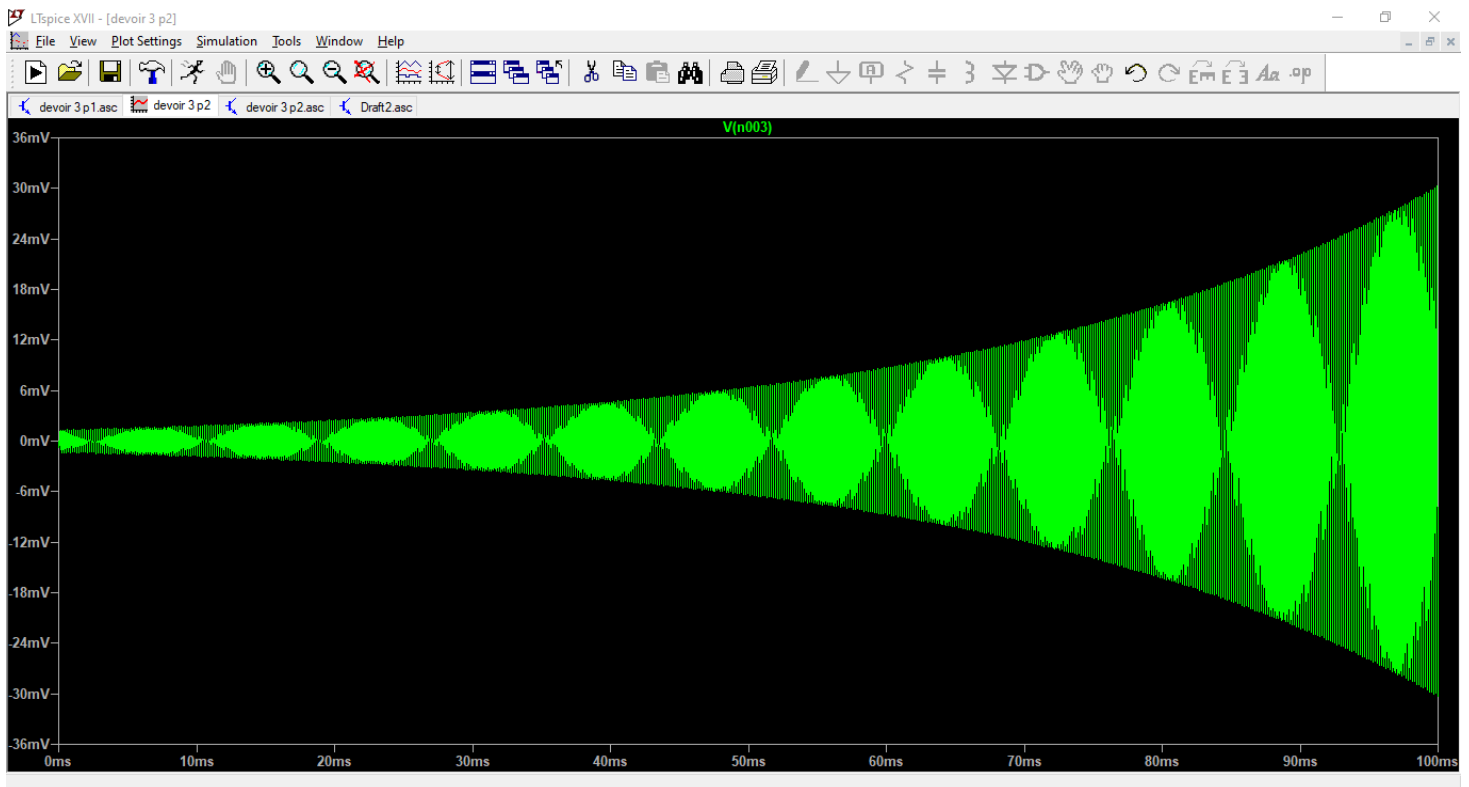 LTspice XVII - [devoir 3 p2]
File View Plot Settings Simulation Tools Window Help
Aa .op
devoir 3 p1.asc devoir 3 p2 devoir 3 p2.asc Draft2.asc
V(n003)
36mV
30mV
24mV
18mV
12mV
6mV
0mV
-6mV
-12mV
-18mV
-24mV
-30mV
-36mV
0ms 10ms 20ms 30ms 40ms 50ms 60ms 70ms 80ms 90ms 100ms